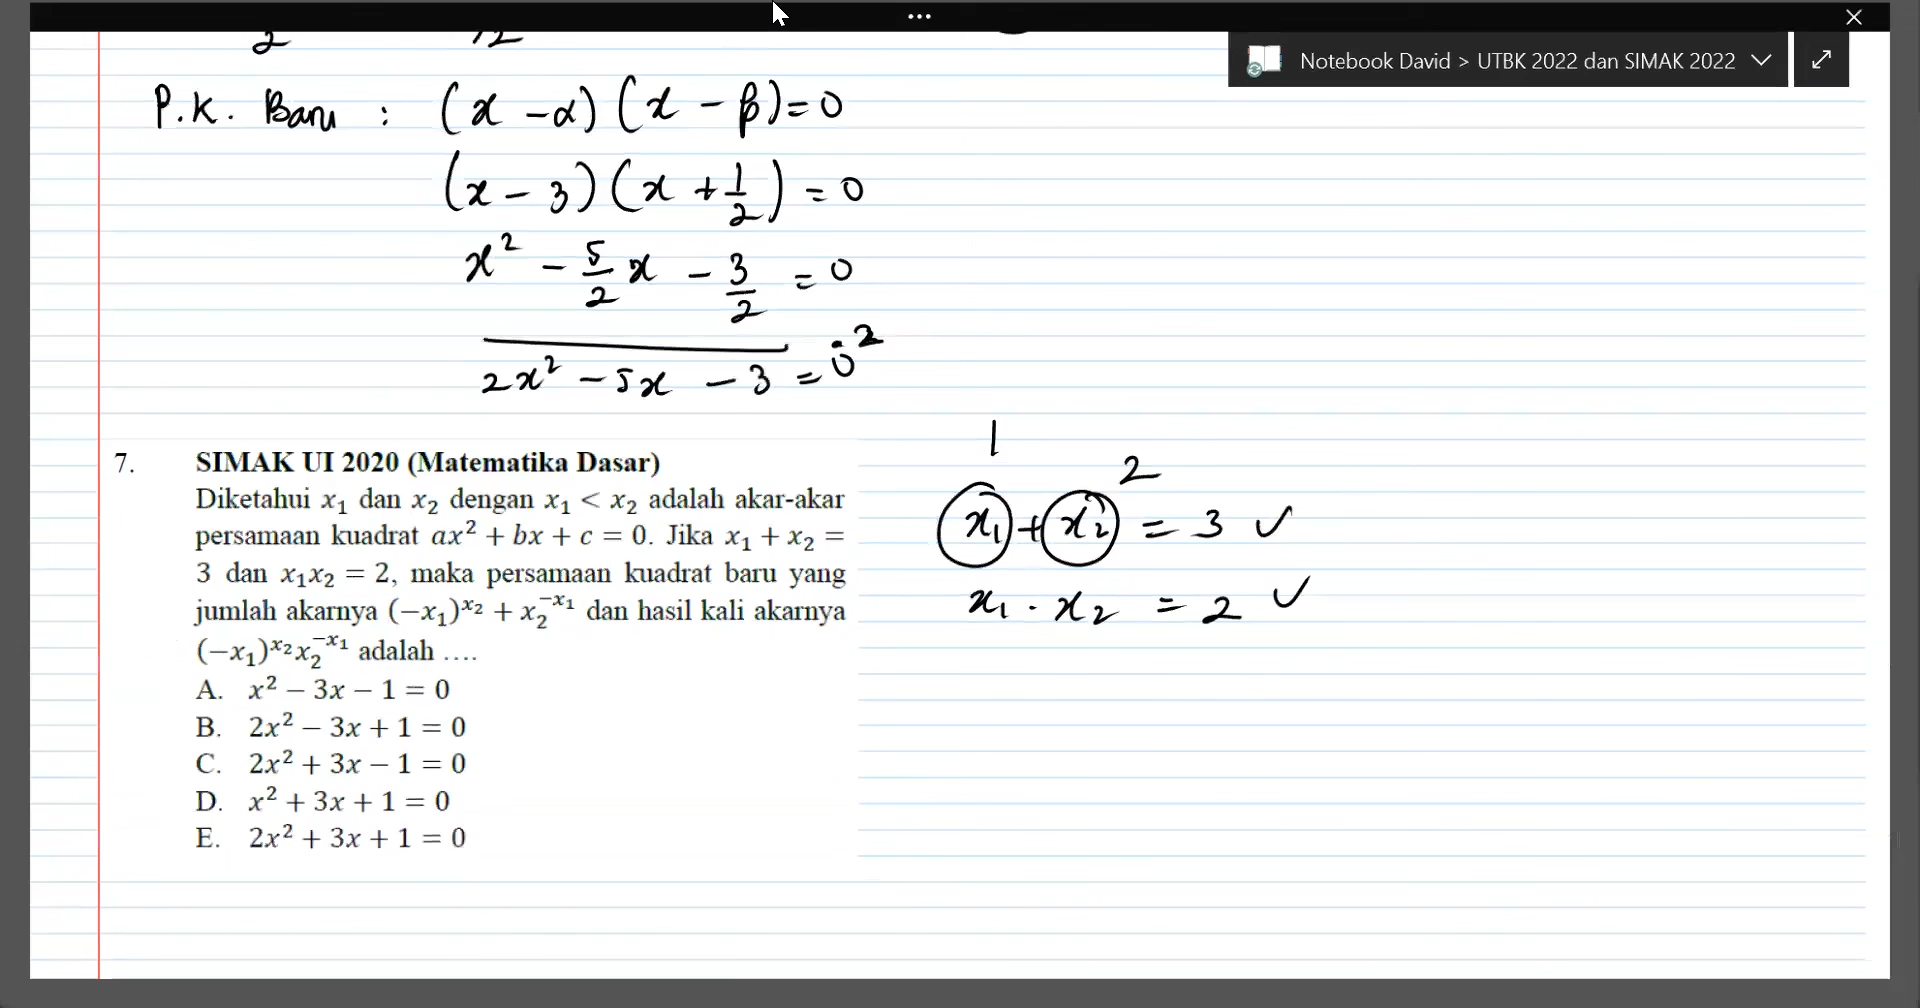 ...
Notebook David > UTBK 2022 dan SIMAK 2022
2 12
P.K. Baru : (x - α) (x - β) = 0
(x - 3) (x + 1/2) = 0
x² - 5/2 x - 3/2 = 0
2x² - 5x - 3 = 0
2
7. SIMAK UI 2020 (Matematika Dasar)
Diketahui x₁ dan x₂ dengan x₁ < x₂ adalah akar-akar
persamaan kuadrat ax² + bx + c = 0. Jika x₁ + x₂ =
3 dan x₁x₂ = 2, maka persamaan kuadrat baru yang
jumlah akarnya (−x₁)^x₂ + x₂^−x₁ dan hasil kali akarnya
(−x₁)^x₂ x₂^−x₁ adalah ….
A. x² − 3x − 1 = 0
B. 2x² − 3x + 1 = 0
C. 2x² + 3x − 1 = 0
D. x² + 3x + 1 = 0
E. 2x² + 3x + 1 = 0
1
2
x₁ + x₂ = 3 ✓
x₁ . x₂ = 2 ✓